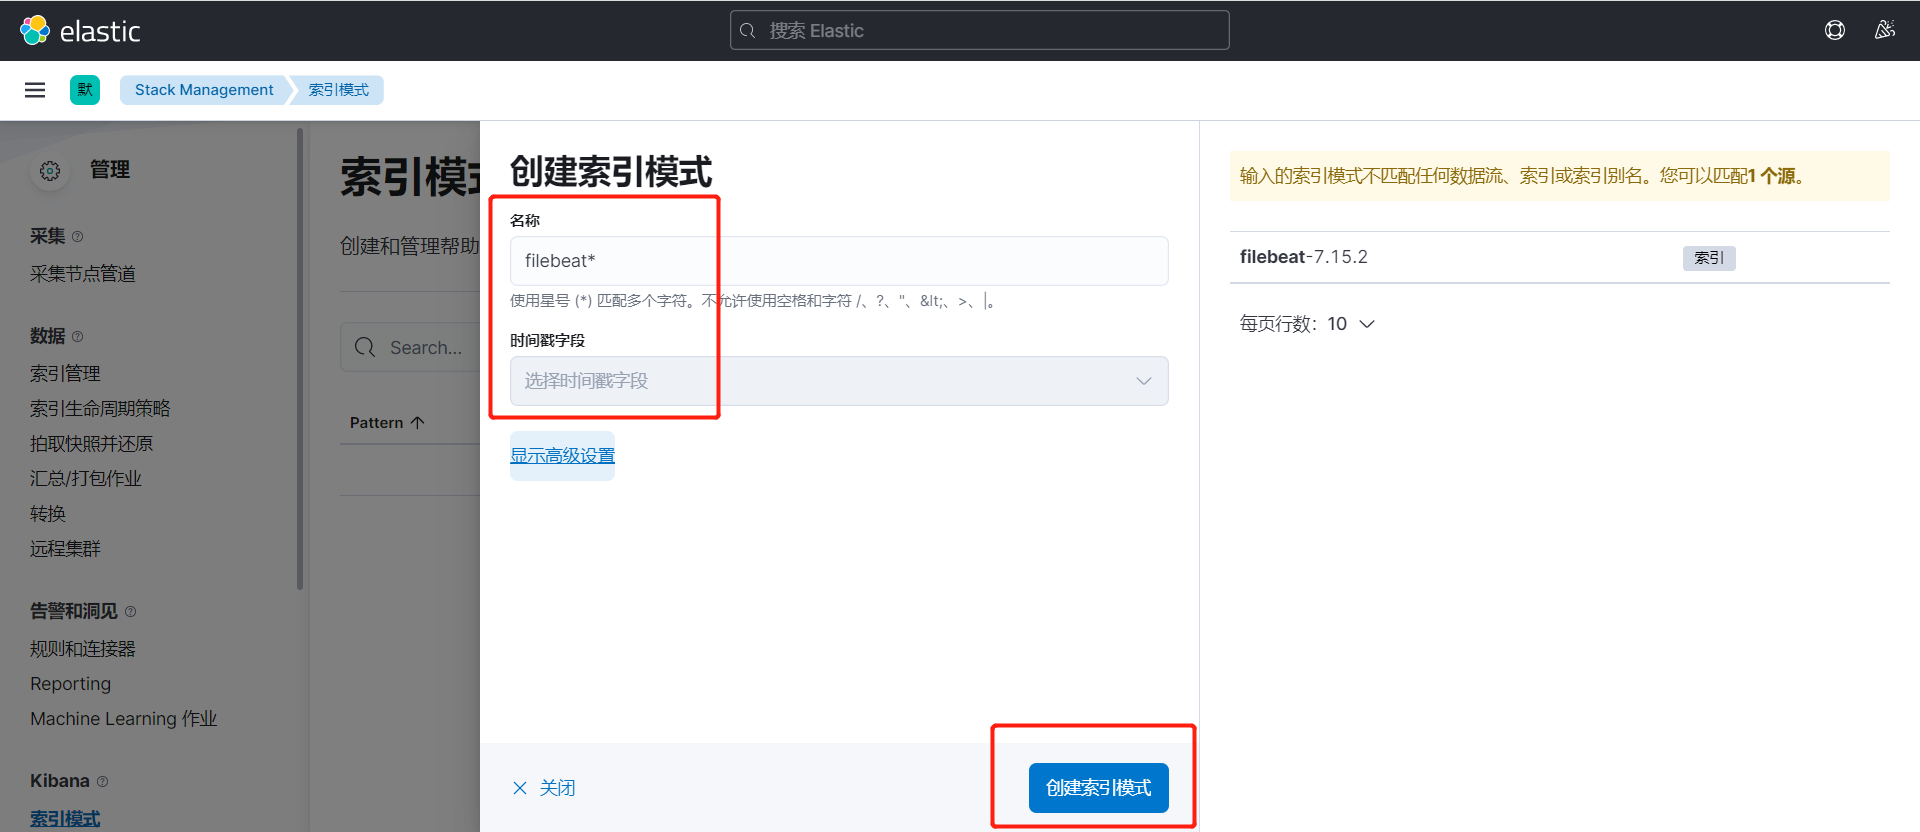 elastic
搜索 Elastic
默
Stack Management
索引模式
管理
采集
采集节点管道
数据
索引管理
索引生命周期策略
拍取快照并还原
汇总/打包作业
转换
远程集群
告警和洞见
规则和连接器
Reporting
Machine Learning 作业
Kibana
索引模式
索引模式
创建和管理帮助
Search...
Pattern
创建索引模式
名称
filebeat*
使用星号 (*) 匹配多个字符。不允许使用空格和字符 /、?、"、&lt;、>、|。
时间戳字段
选择时间戳字段
显示高级设置
关闭
创建索引模式
输入的索引模式不匹配任何数据流、索引或索引别名。您可以匹配1 个源。
filebeat-7.15.2
索引
每页行数: 10